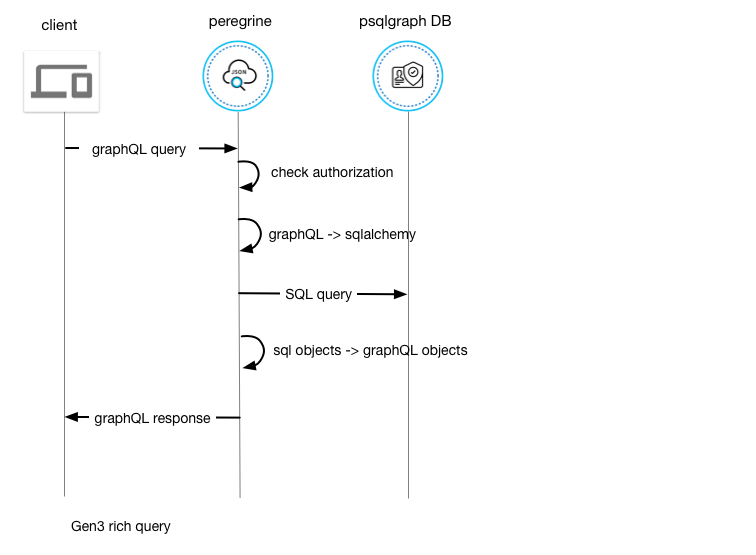 client
peregrine
psqlgraph DB
JSON
graphQL query
check authorization
graphQL -> sqlalchemy
SQL query
sql objects -> graphQL objects
graphQL response
Gen3 rich query